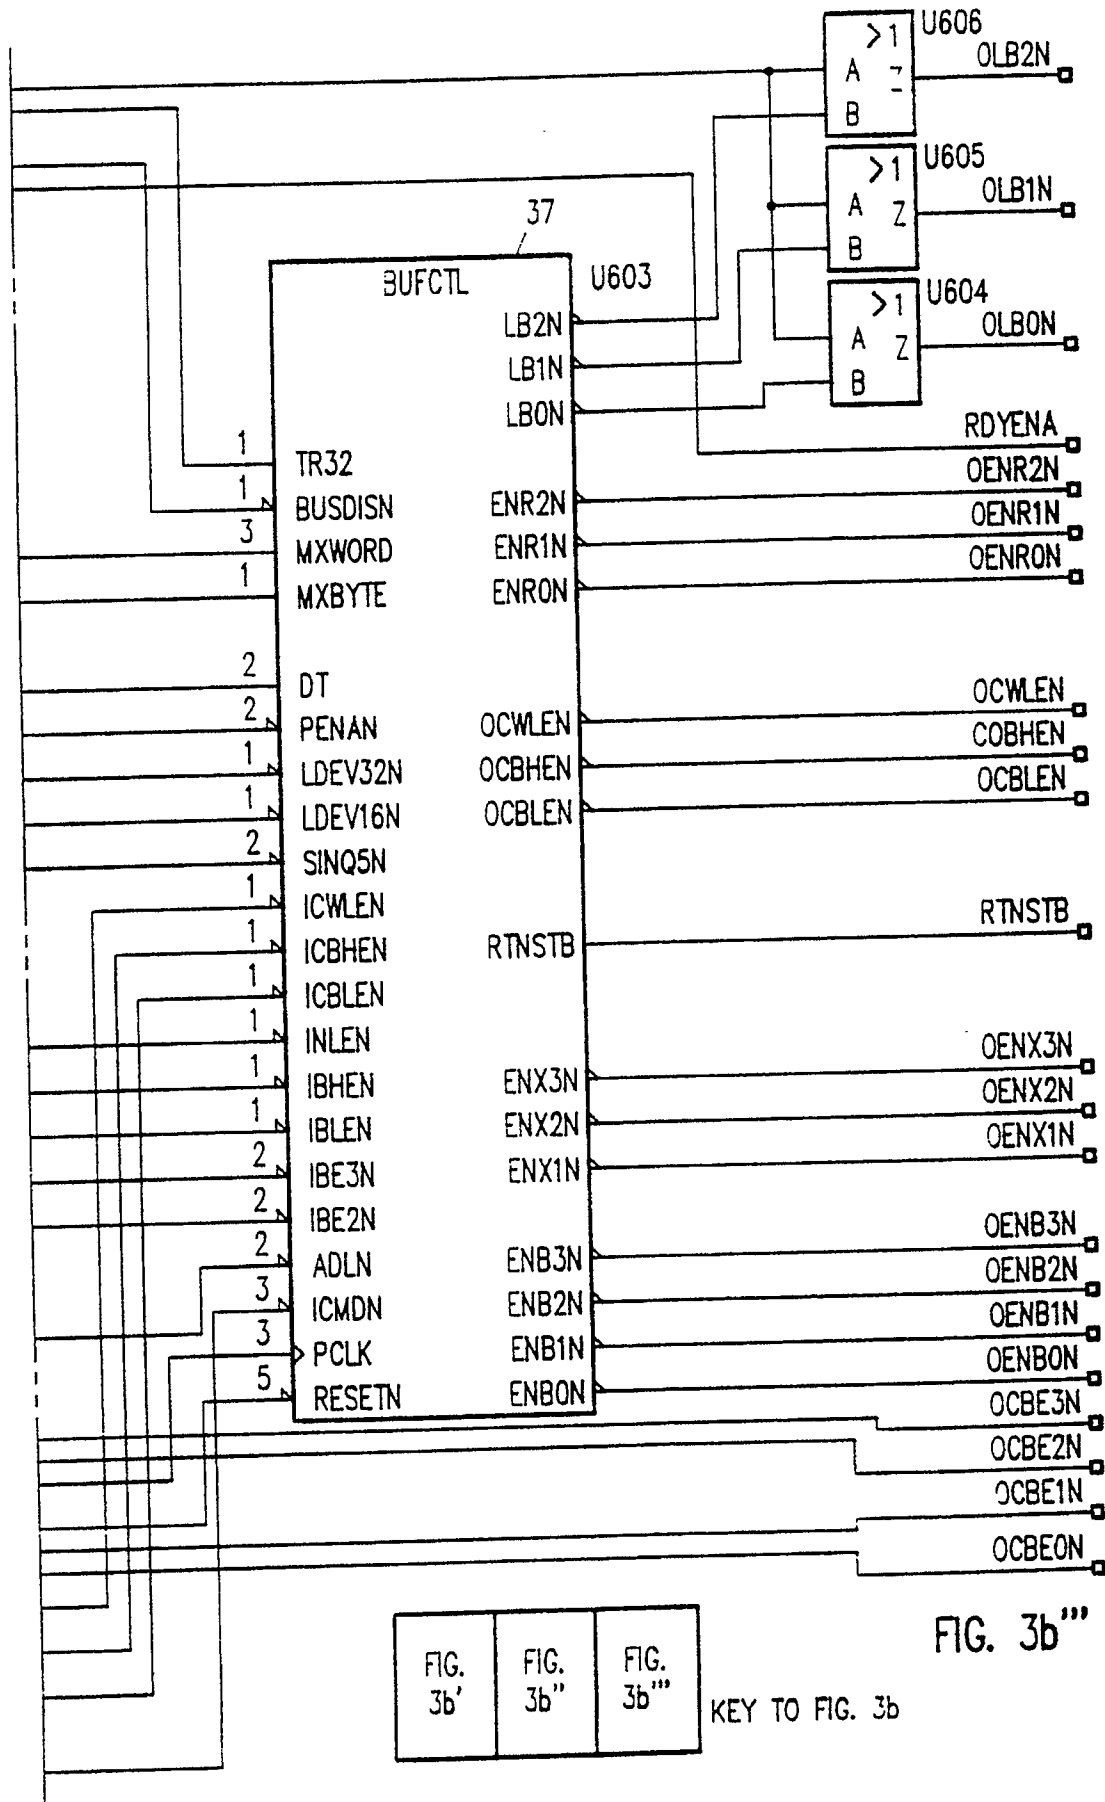 >1 U606
A Z OLB2N
B
>1 U605
A Z OLB1N
B
>1 U604
A Z OLB0N
B
37
BUFCTL U603
LB2N
LB1N
LB0N
RDYENA
1 TR32
1 BUSDISN ENR2N OENR2N
3 MXWORD ENR1N OENR1N
1 MXBYTE ENR0N OENR0N
2 DT
2 PENAN OCWLEN OCWLEN
1 LDEV32N OCBHEN COBHEN
1 LDEV16N OCBLEN OCBLEN
2 SINQ5N
1 ICWLEN
1 ICBHEN RTNSTB RTNSTB
1 ICBLEN
1 INLEN
1 IBHEN ENX3N OENX3N
1 IBLEN ENX2N OENX2N
2 IBE3N ENX1N OENX1N
2 IBE2N
2 ADLN ENB3N OENB3N
3 ICMDN ENB2N OENB2N
3 PCLK ENB1N OENB1N
5 RESETN ENB0N OENB0N
OCBE3N
OCBE2N
OCBE1N
OCBE0N
FIG. 3b'''
FIG. FIG. FIG.
3b' 3b'' 3b'''
KEY TO FIG. 3b